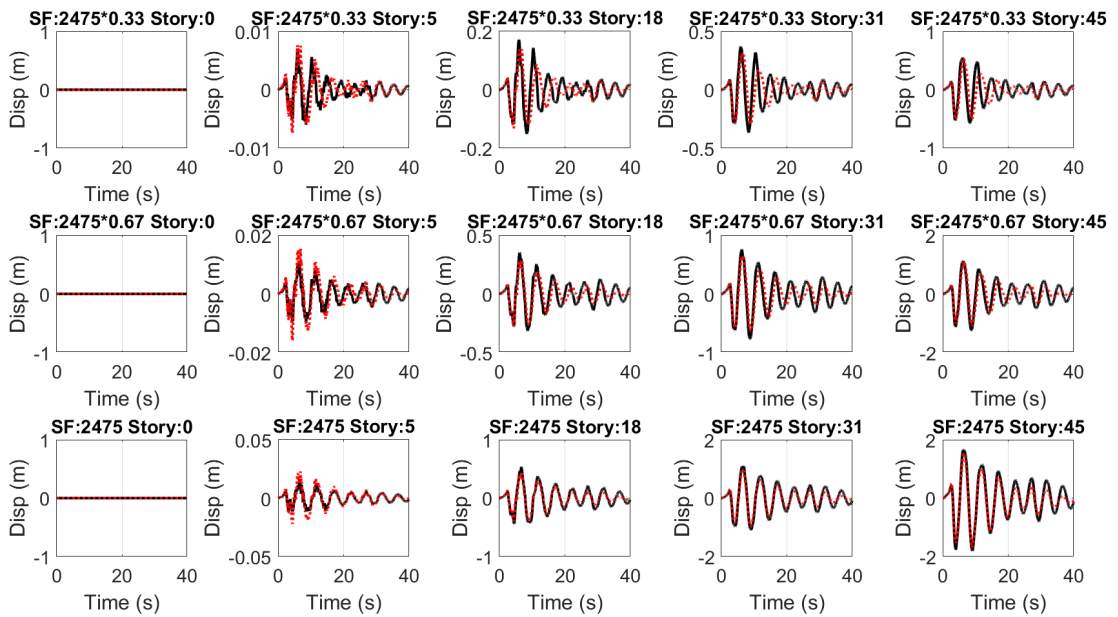 SF:2475*0.33 Story:0 SF:2475*0.33 Story:5 SF:2475*0.33 Story:18 SF:2475*0.33 Story:31 SF:2475*0.33 Story:45
1 0.01 0.2 0.5 1
Disp (m) Disp (m) Disp (m) Disp (m) Disp (m)
0 0 0 0 0
-1 -0.01 -0.2 -0.5 -1
0 20 40 0 20 40 0 20 40 0 20 40 0 20 40
Time (s) Time (s) Time (s) Time (s) Time (s)
SF:2475*0.67 Story:0 SF:2475*0.67 Story:5 SF:2475*0.67 Story:18 SF:2475*0.67 Story:31 SF:2475*0.67 Story:45
1 0.02 0.5 1 2
Disp (m) Disp (m) Disp (m) Disp (m) Disp (m)
0 0 0 0 0
-1 -0.02 -0.5 -1 -2
0 20 40 0 20 40 0 20 40 0 20 40 0 20 40
Time (s) Time (s) Time (s) Time (s) Time (s)
SF:2475 Story:0 SF:2475 Story:5 SF:2475 Story:18 SF:2475 Story:31 SF:2475 Story:45
1 0.05 1 2 2
Disp (m) Disp (m) Disp (m) Disp (m) Disp (m)
0 0 0 0 0
-1 -0.05 -1 -2 -2
0 20 40 0 20 40 0 20 40 0 20 40 0 20 40
Time (s) Time (s) Time (s) Time (s) Time (s)